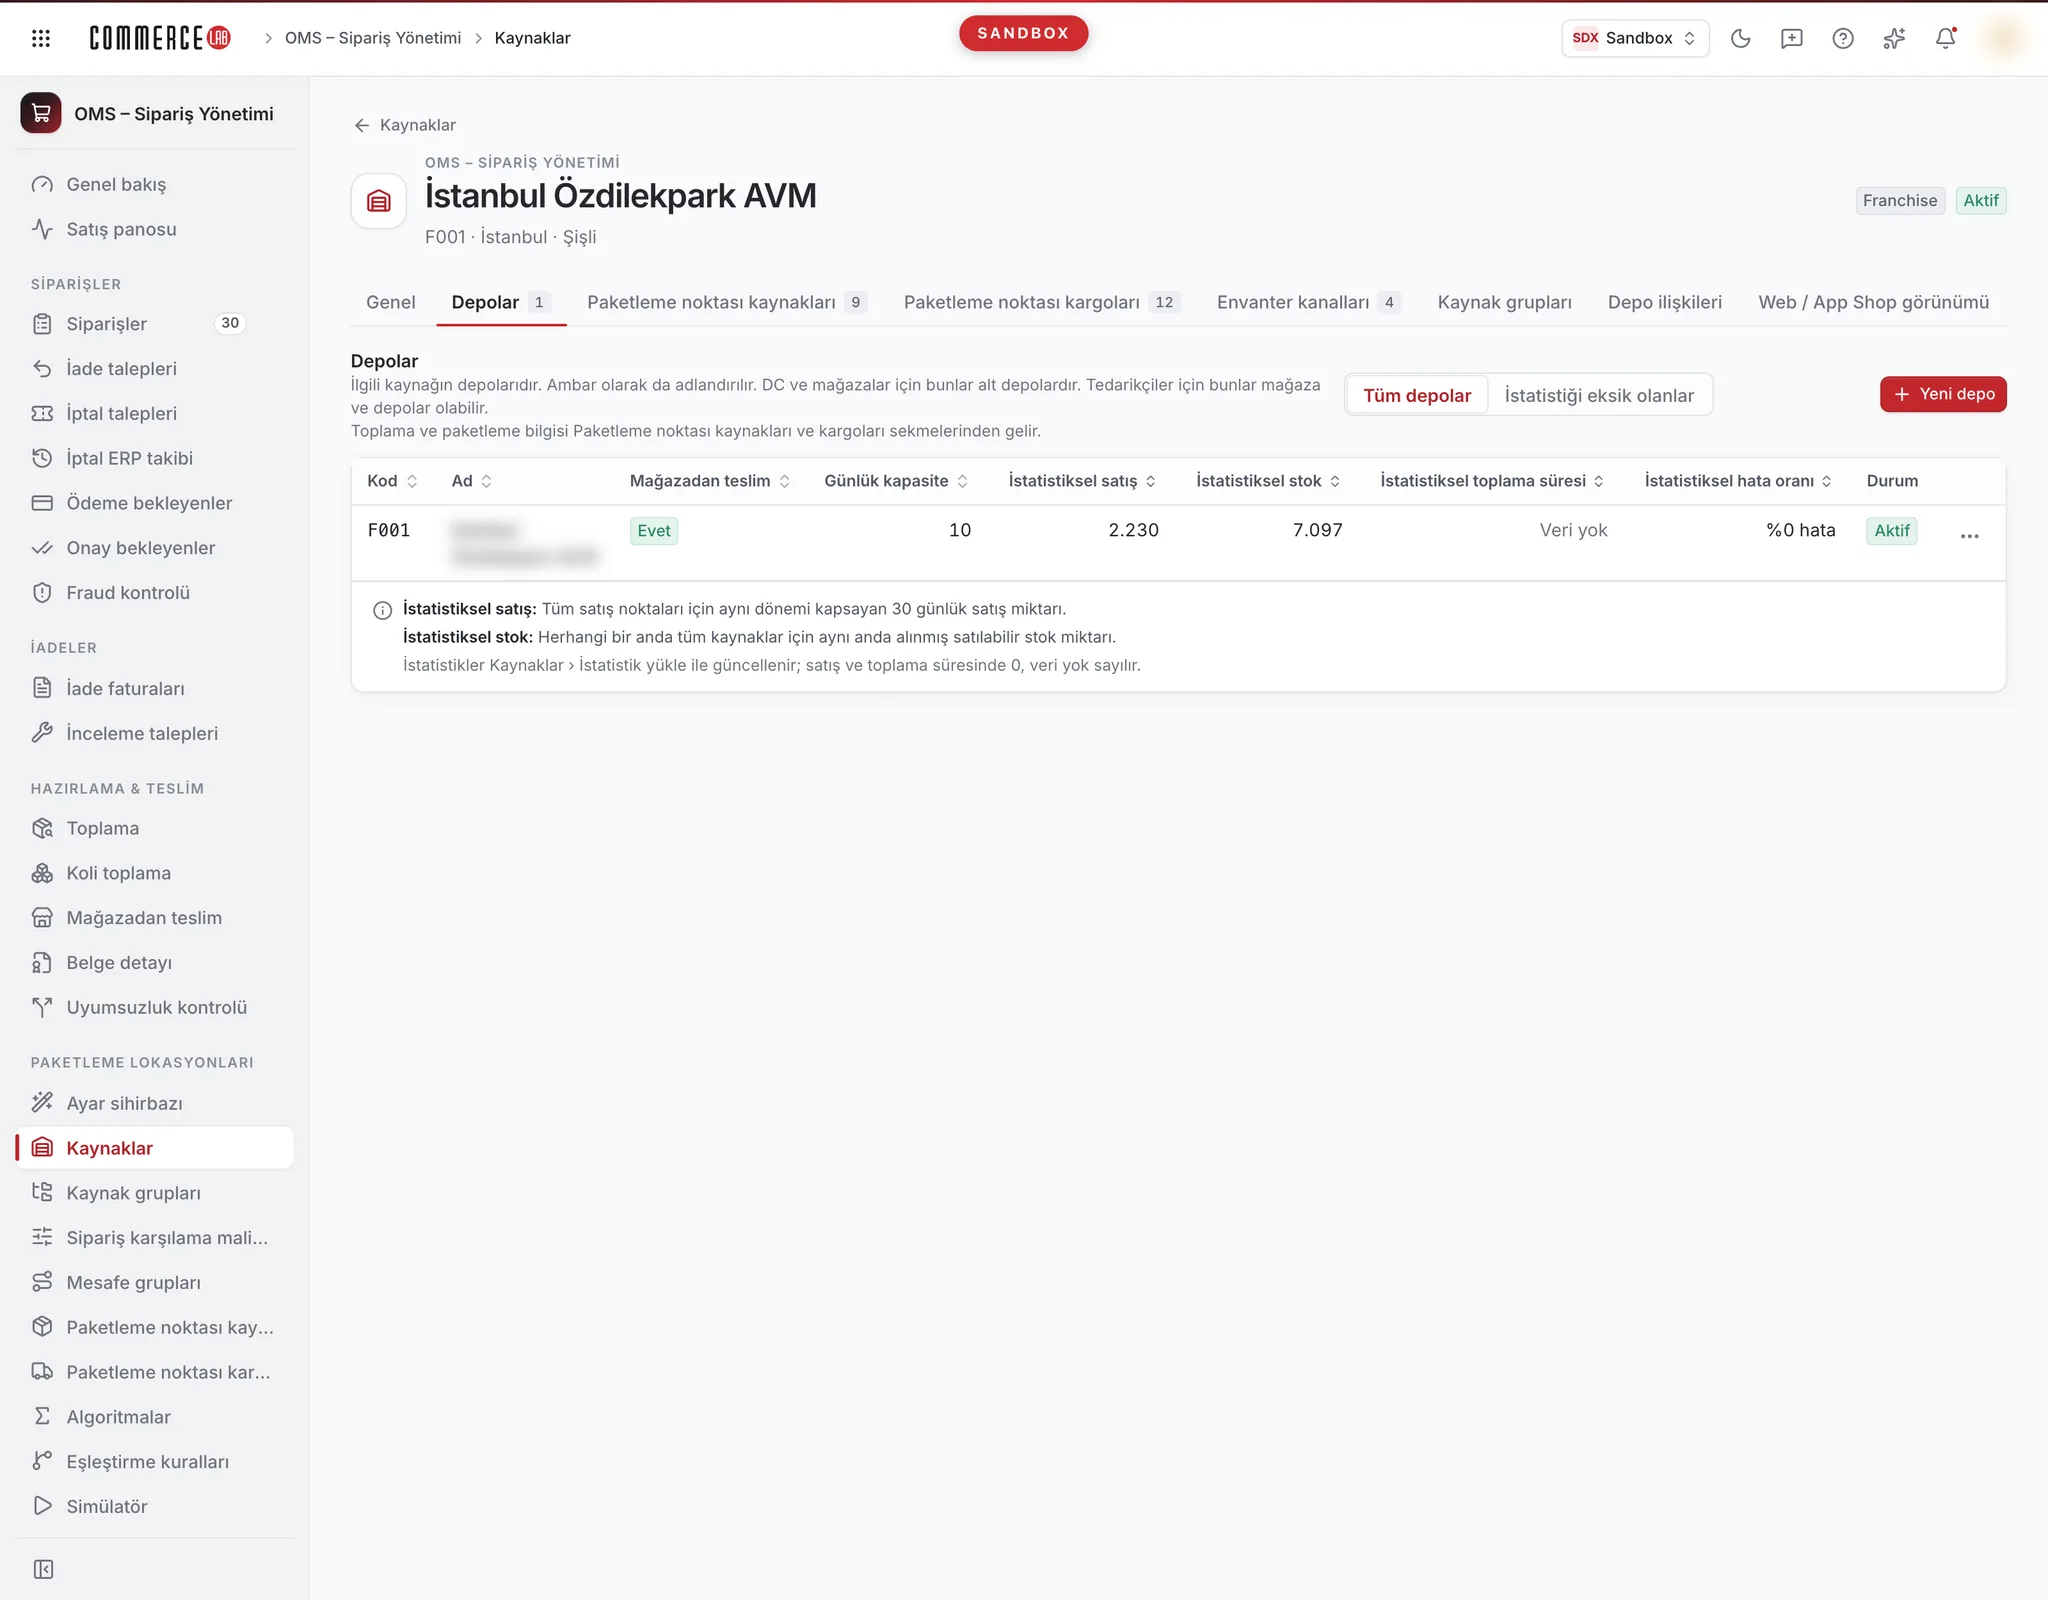 COMMERCE LAB
OMS – Sipariş Yönetimi
Kaynaklar
SANDBOX
SDX Sandbox
OMS – Sipariş Yönetimi
Genel bakış
Satış panosu
SİPARİŞLER
Siparişler 30
İade talepleri
İptal talepleri
İptal ERP takibi
Ödeme bekleyenler
Onay bekleyenler
Fraud kontrolü
İADELER
İade faturaları
İnceleme talepleri
HAZIRLAMA & TESLİM
Toplama
Koli toplama
Mağazadan teslim
Belge detayı
Uyumsuzluk kontrolü
PAKETLEME LOKASYONLARI
Ayar sihirbazı
Kaynaklar
Kaynak grupları
Sipariş karşılama mali...
Mesafe grupları
Paketleme noktası kay...
Paketleme noktası kar...
Algoritmalar
Eşleştirme kuralları
Simülatör
Kaynaklar
OMS – SİPARİŞ YÖNETİMİ
İstanbul Özdilekpark AVM
F001 · İstanbul · Şişli
Franchise Aktif
Genel Depolar 1 Paketleme noktası kaynakları 9 Paketleme noktası kargoları 12 Envanter kanalları 4 Kaynak grupları Depo ilişkileri Web / App Shop görünümü
Depolar
İlgili kaynağın depolarıdır. Ambar olarak da adlandırılır. DC ve mağazalar için bunlar alt depolardır. Tedarikçiler için bunlar mağaza
ve depolar olabilir.
Toplama ve paketleme bilgisi Paketleme noktası kaynakları ve kargoları sekmelerinden gelir.
Tüm depolar İstatistiği eksik olanlar
+ Yeni depo
Kod Ad Mağazadan teslim Günlük kapasite İstatistiksel satış İstatistiksel stok İstatistiksel toplama süresi İstatistiksel hata oranı Durum
F001 Evet 10 2.230 7.097 Veri yok %0 hata Aktif ...
İstatistiksel satış: Tüm satış noktaları için aynı dönemi kapsayan 30 günlük satış miktarı.
İstatistiksel stok: Herhangi bir anda tüm kaynaklar için aynı anda alınmış satılabilir stok miktarı.
İstatistikler Kaynaklar › İstatistik yükle ile güncellenir; satış ve toplama süresinde 0, veri yok sayılır.